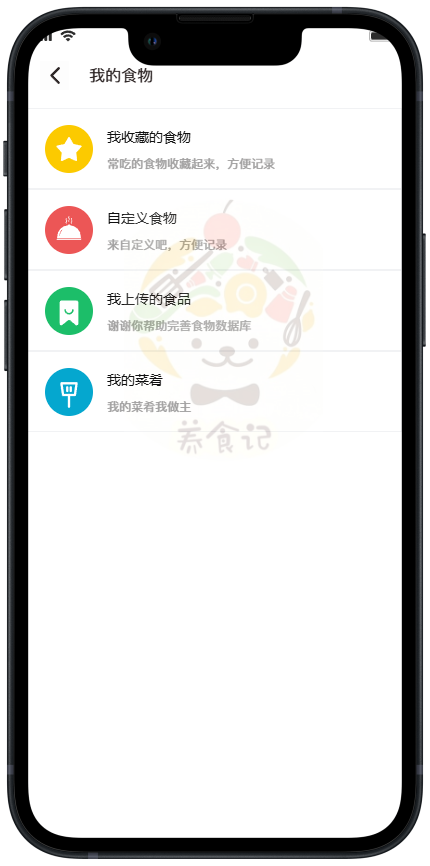 我的食物
我收藏的食物
常吃的食物收藏起来，方便记录
自定义食物
来自定义吧，方便记录
我上传的食品
谢谢你帮助完善食物数据库
我的菜肴
我的菜肴我做主
养食记